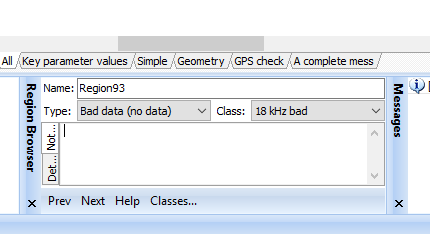 All Key parameter values Simple Geometry GPS check A complete mess
Region Browser
Name: Region93
Type: Bad data (no data) Class: 18 kHz bad
Not...
Det...
Prev Next Help Classes...
Messages